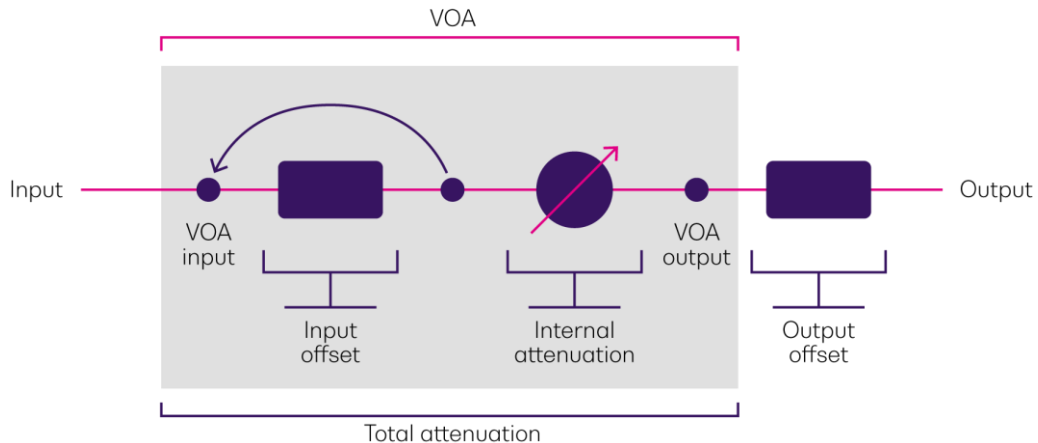 VOA
Input
Output
VOA
input
VOA
output
Input
offset
Internal
attenuation
Output
offset
Total attenuation